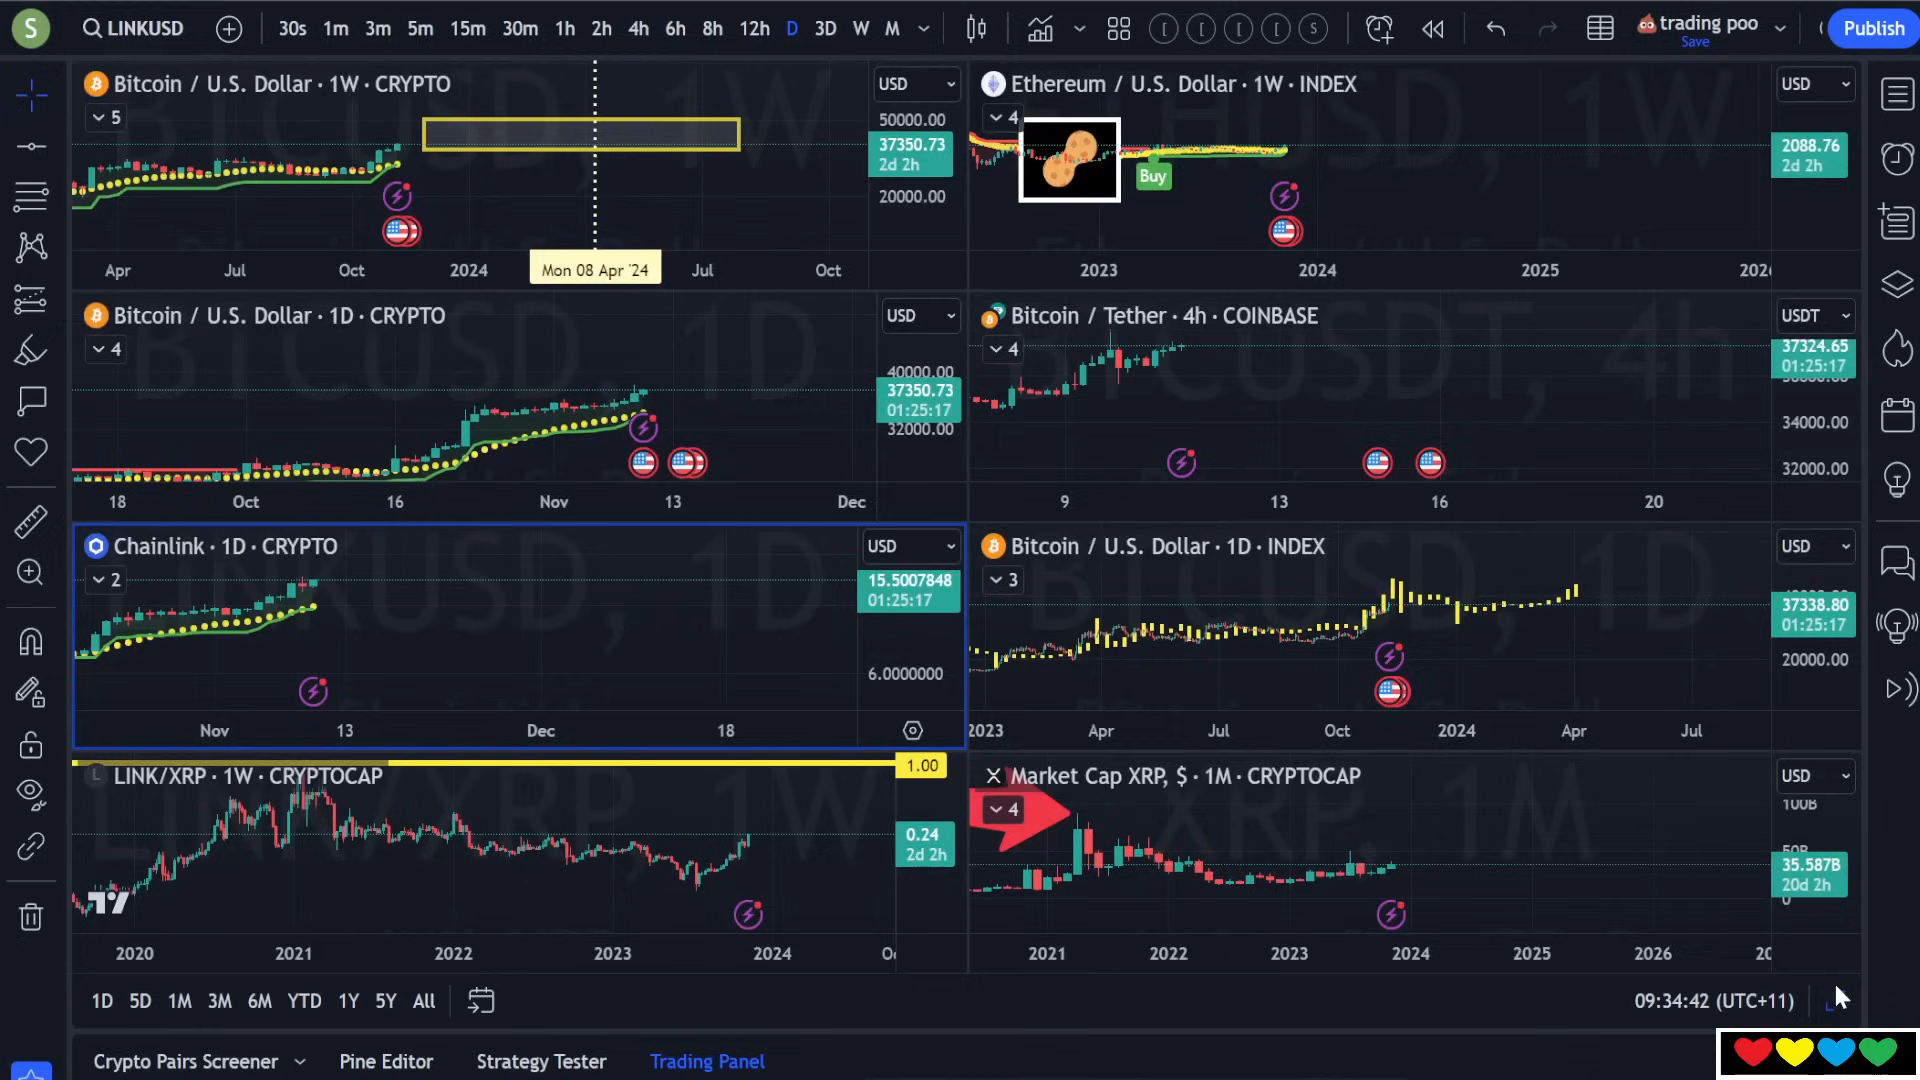 S LINKUSD 30s 1m 3m 5m 15m 30m 1h 2h 4h 6h 8h 12h D 3D W M S trading poo Publish
Save
Bitcoin / U.S. Dollar · 1W · CRYPTO USD
5
50000.00
37350.73
2d 2h
20000.00
Apr Jul Oct 2024 Mon 08 Apr '24 Jul Oct
Ethereum / U.S. Dollar · 1W · INDEX USD
4
2088.76
2d 2h
Buy
2023 2024 2025
Bitcoin / U.S. Dollar · 1D · CRYPTO USD
4
40000.00
37350.73
01:25:17
32000.00
18 Oct 16 Nov 13 Dec
Bitcoin / Tether · 4h · COINBASE USDT
4
37324.65
01:25:17
34000.00
32000.00
9 13 16 20
Chainlink · 1D · CRYPTO USD
2
15.5007848
01:25:17
6.0000000
Nov 13 Dec 18
Bitcoin / U.S. Dollar · 1D · INDEX USD
3
37338.80
01:25:17
20000.00
2023 Apr Jul Oct 2024 Apr Jul
LINK/XRP · 1W · CRYPTOCAP
1.00
0.24
2d 2h
2020 2021 2022 2023 2024
Market Cap XRP, $ · 1M · CRYPTOCAP USD
4
100B
50B
35.587B
20d 2h
0
2021 2022 2023 2024 2025 2026
1D 5D 1M 3M 6M YTD 1Y 5Y All 09:34:42 (UTC+11)
Crypto Pairs Screener Pine Editor Strategy Tester Trading Panel